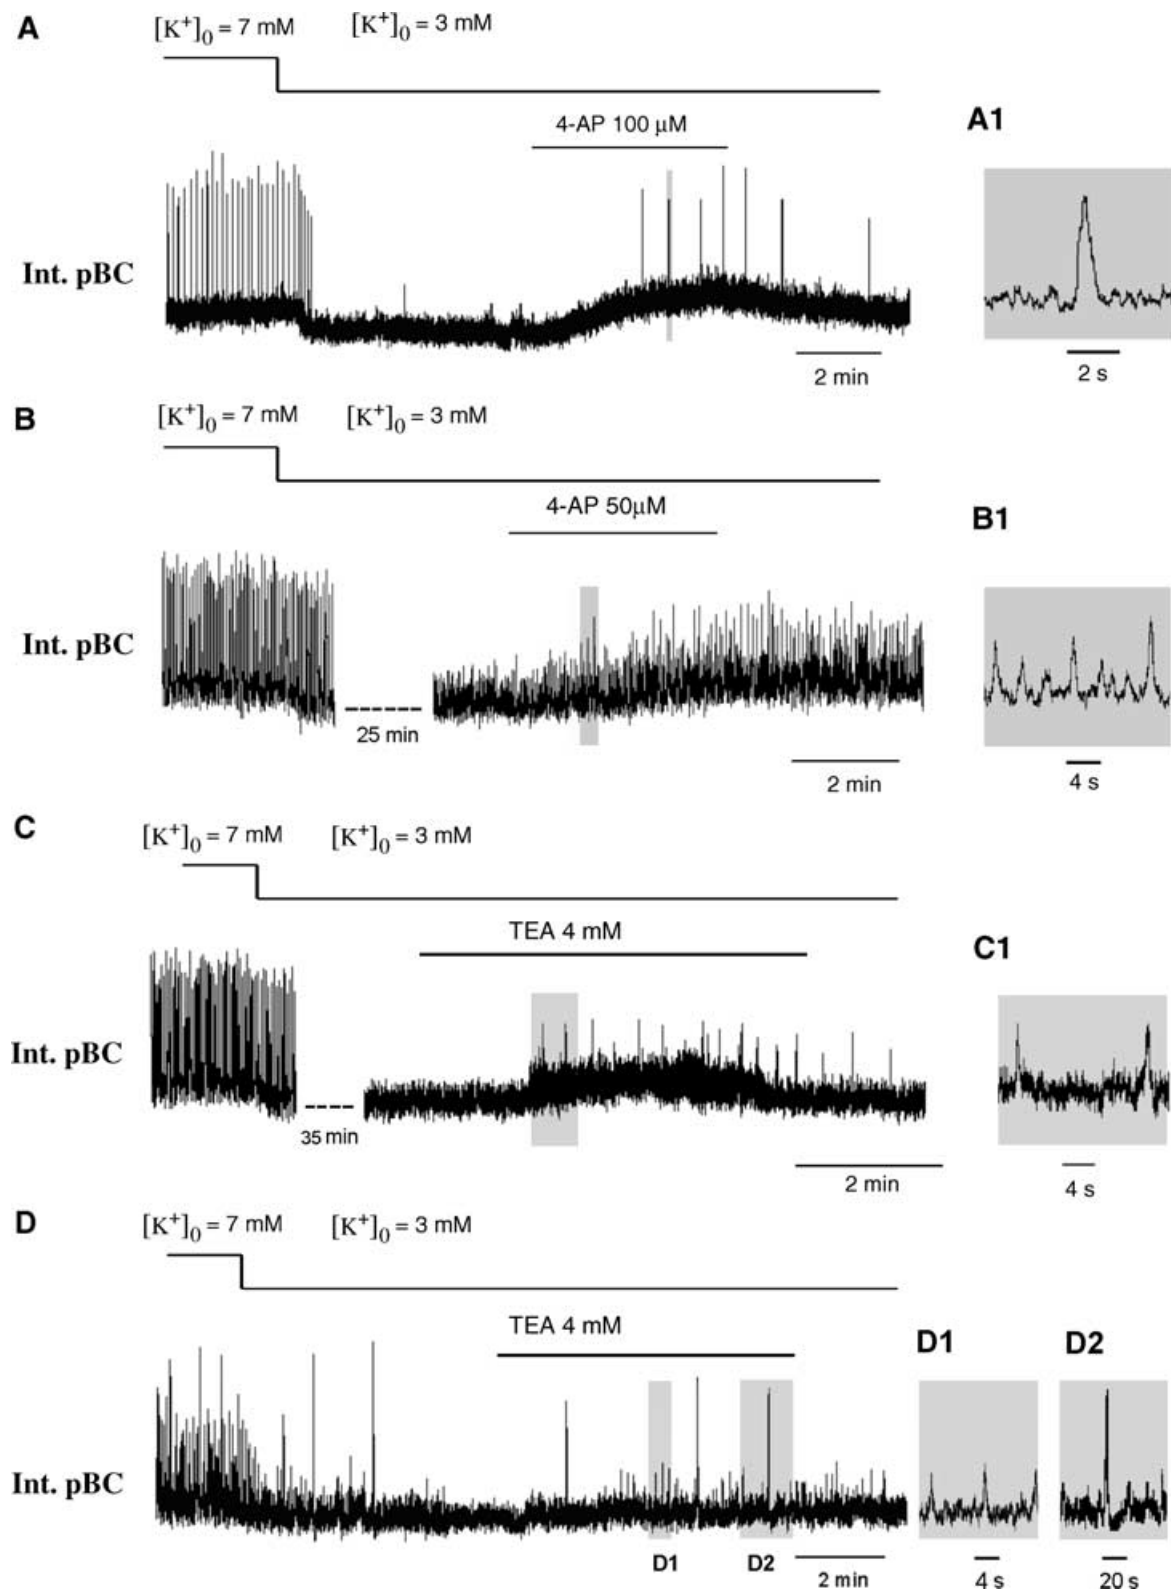 A
[K+]0 = 7 mM [K+]0 = 3 mM
4-AP 100 μM
A1
Int. pBC
2 min
2 s
B
[K+]0 = 7 mM [K+]0 = 3 mM
4-AP 50μM
B1
Int. pBC
25 min
2 min
4 s
C
[K+]0 = 7 mM [K+]0 = 3 mM
TEA 4 mM
C1
Int. pBC
35 min
2 min
4 s
D
[K+]0 = 7 mM [K+]0 = 3 mM
TEA 4 mM
D1 D2
Int. pBC
D1 D2
2 min
4 s 20 s